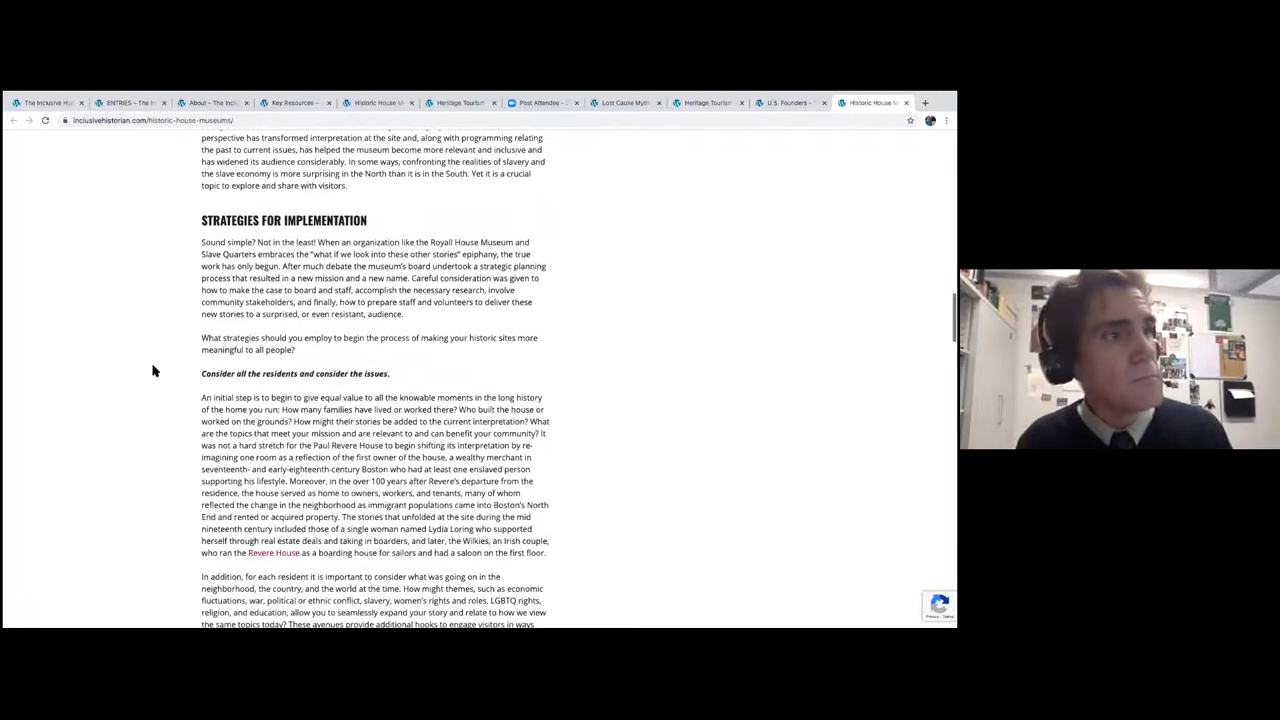 The Inclusive His
ENTRIES – The In
About – The Inclu
Key Resources –
Historic House M
Heritage Tourism
Post Attendee - Z
Lost Cause Myth
Heritage Tourism
U.S. Founders –
Historic House M
inclusivehistorian.com/historic-house-museums/
perspective has transformed interpretation at the site and, along with programming relating
the past to current issues, has helped the museum become more relevant and inclusive and
has widened its audience considerably. In some ways, confronting the realities of slavery and
the slave economy is more surprising in the North than it is in the South. Yet it is a crucial
topic to explore and share with visitors.
STRATEGIES FOR IMPLEMENTATION
Sound simple? Not in the least! When an organization like the Royall House Museum and
Slave Quarters embraces the “what if we look into these other stories” epiphany, the true
work has only begun. After much debate the museum’s board undertook a strategic planning
process that resulted in a new mission and a new name. Careful consideration was given to
how to make the case to board and staff, accomplish the necessary research, involve
community stakeholders, and finally, how to prepare staff and volunteers to deliver these
new stories to a surprised, or even resistant, audience.
What strategies should you employ to begin the process of making your historic sites more
meaningful to all people?
Consider all the residents and consider the issues.
An initial step is to begin to give equal value to all the knowable moments in the long history
of the home you run: How many families have lived or worked there? Who built the house or
worked on the grounds? How might their stories be added to the current interpretation? What
are the topics that meet your mission and are relevant to and can benefit your community? It
was not a hard stretch for the Paul Revere House to begin shifting its interpretation by re-
imagining one room as a reflection of the first owner of the house, a wealthy merchant in
seventeenth- and early-eighteenth-century Boston who had at least one enslaved person
supporting his lifestyle. Moreover, in the over 100 years after Revere’s departure from the
residence, the house served as home to owners, workers, and tenants, many of whom
reflected the change in the neighborhood as immigrant populations came into Boston’s North
End and rented or acquired property. The stories that unfolded at the site during the mid
nineteenth century included those of a single woman named Lydia Loring who supported
herself through real estate deals and taking in boarders, and later, the Wilkies, an Irish couple,
who ran the Revere House as a boarding house for sailors and had a saloon on the first floor.
In addition, for each resident it is important to consider what was going on in the
neighborhood, the country, and the world at the time. How might themes, such as economic
fluctuations, war, political or ethnic conflict, slavery, women’s rights and roles, LGBTQ rights,
religion, and education, allow you to seamlessly expand your story and relate to how we view
the same topics today? These avenues provide additional hooks to engage visitors in ways
Privacy - Terms